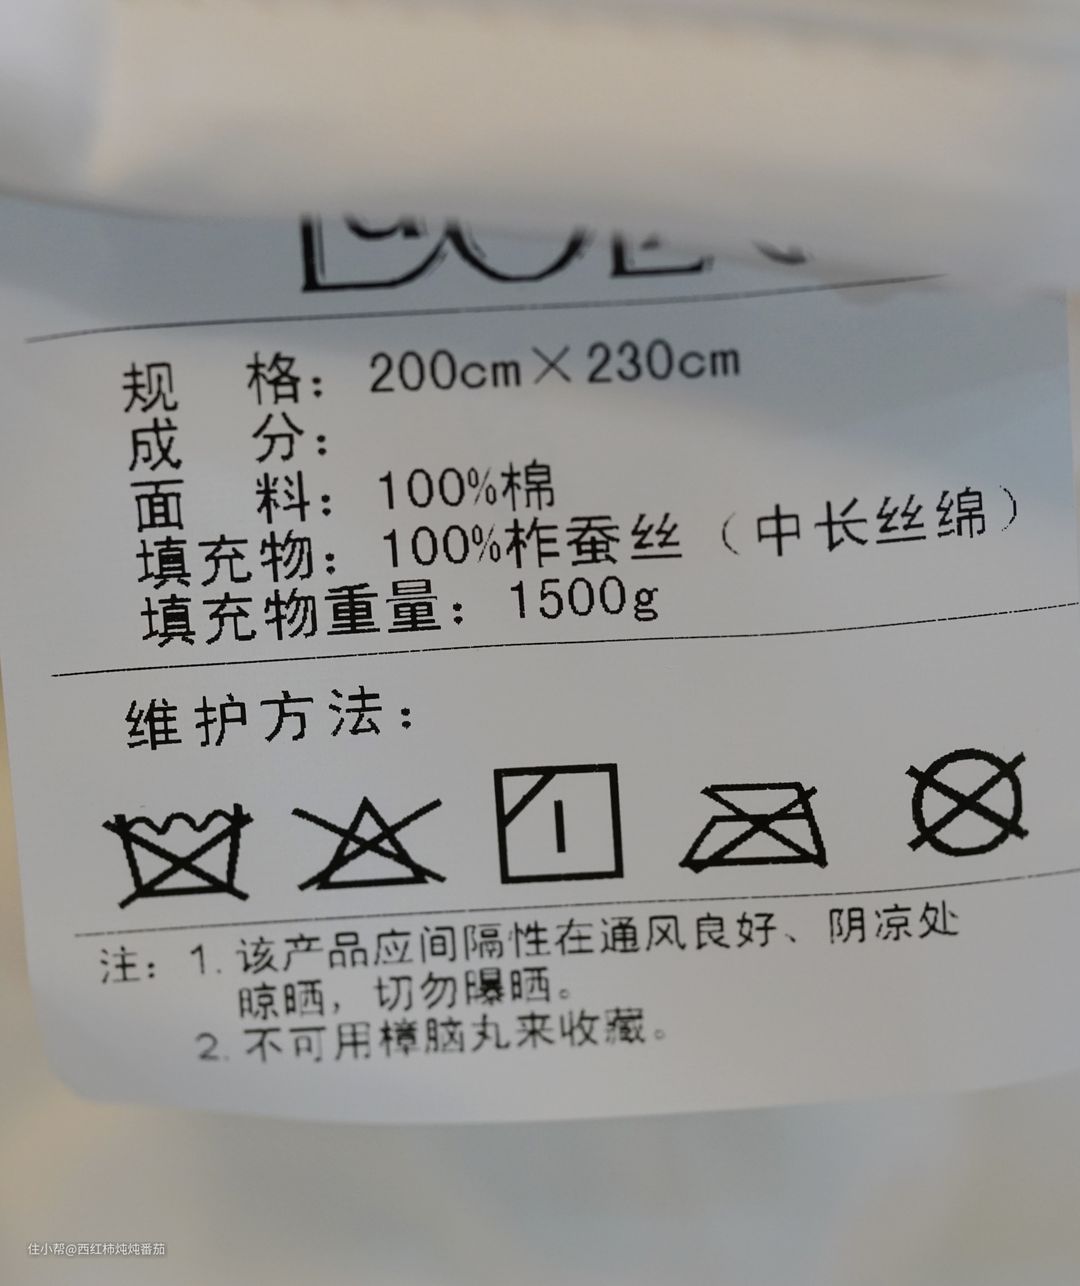 规 格：200cm×230cm
成 分：
面 料：100%棉
填充物：100%柞蚕丝（中长丝绵）
填充物重量：1500g
维护方法：
注：1. 该产品应间隔性在通风良好、阴凉处
晾晒，切勿曝晒。
2. 不可用樟脑丸来收藏。
住小帮@西红柿炖炖番茄